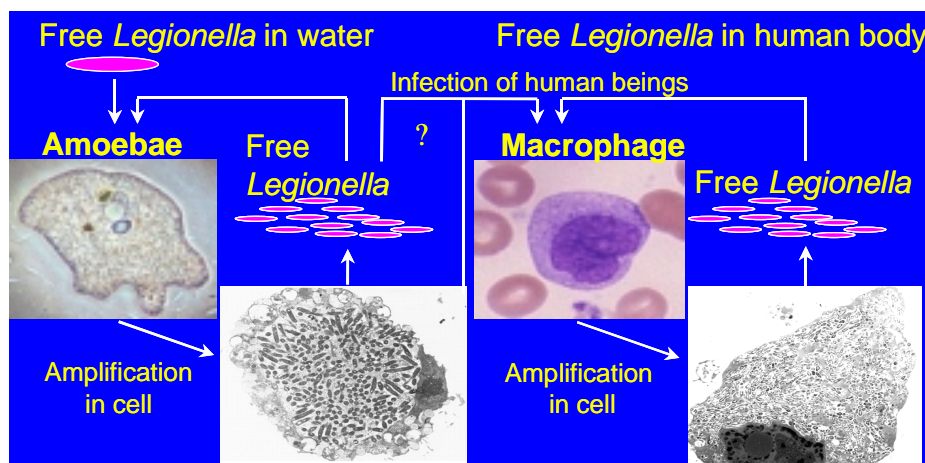 Free Legionella in water
Free Legionella in human body
Infection of human beings
?
Amoebae
Free
Legionella
Macrophage
Free Legionella
Amplification
in cell
Amplification
in cell